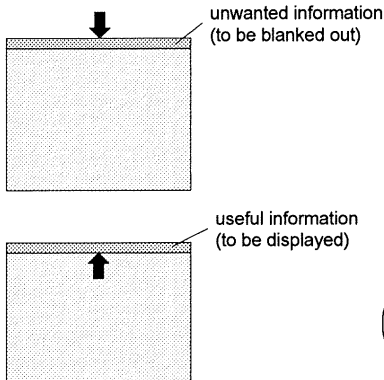 unwanted information
(to be blanked out)
useful information
(to be displayed)